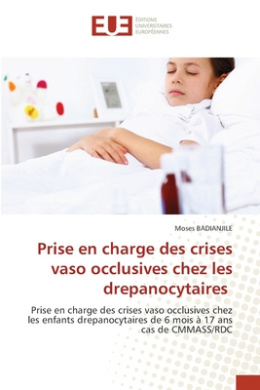 EUE
ÉDITIONS
UNIVERSITAIRES
EUROPÉENNES
Moses BADIANJILE
Prise en charge des crises
vaso occlusives chez les
drepanocytaires
Prise en charge des crises vaso occlusives chez
les enfants drepanocytaires de 6 mois à 17 ans
cas de CMMASS/RDC